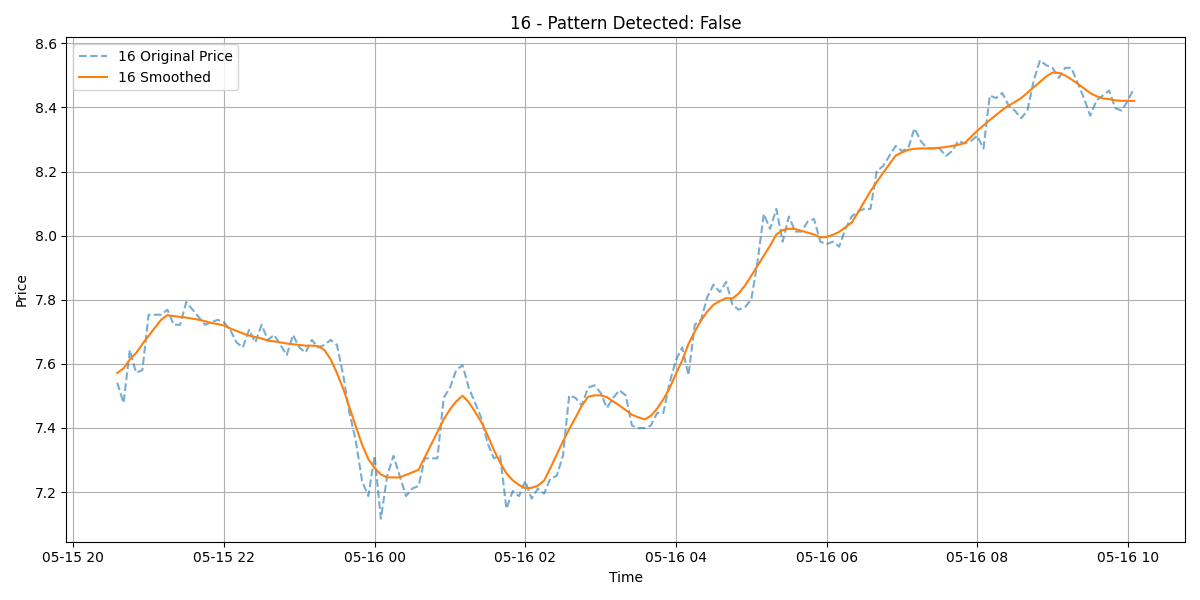 16 - Pattern Detected: False
16 Original Price
16 Smoothed
Price
8.6
8.4
8.2
8.0
7.8
7.6
7.4
7.2
05-15 20 05-15 22 05-16 00 05-16 02 05-16 04 05-16 06 05-16 08 05-16 10
Time